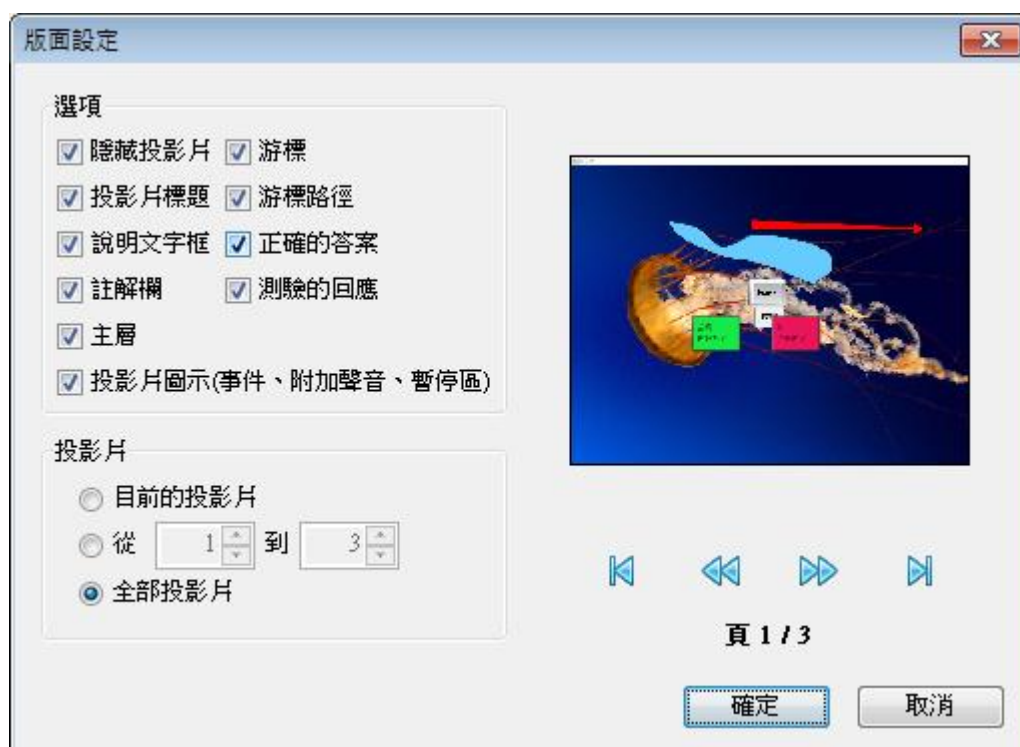 版面設定
選項
隱藏投影片 游標
投影片標題 游標路徑
說明文字框 正確的答案
註解欄 測驗的回應
主層
投影片圖示(事件、附加聲音、暫停區)
投影片
目前的投影片
從 1 到 3
全部投影片
頁 1 / 3
確定 取消